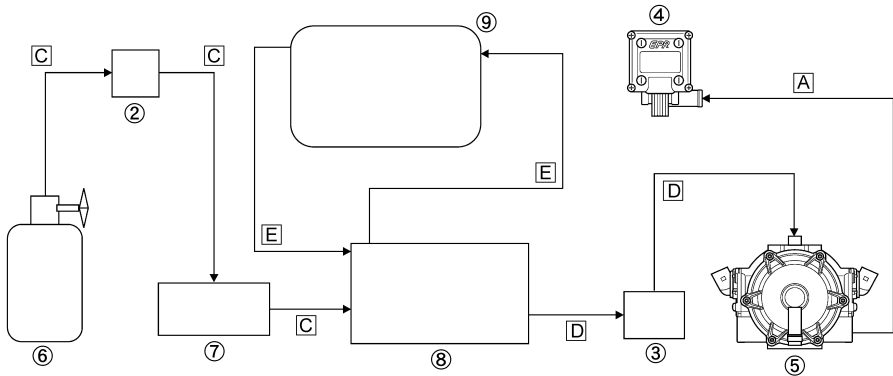 C
C
⑨
④
EPR
A
②
E
D
E
C
D
⑥
⑦
⑧
③
⑤